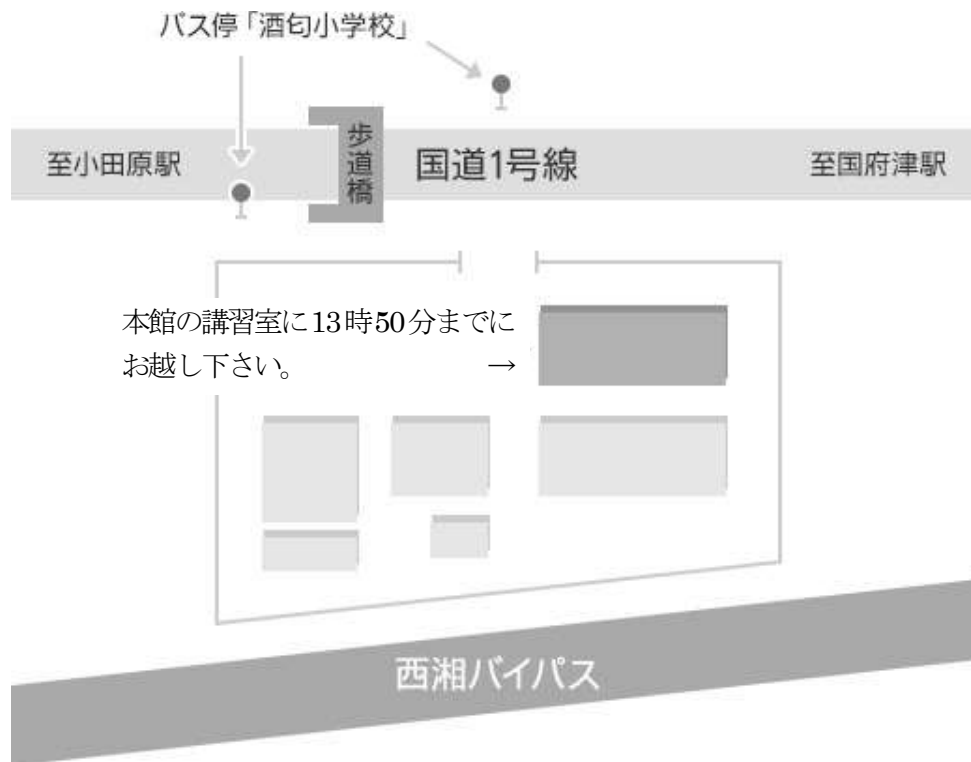 バス停「酒匂小学校」
至小田原駅
歩道橋
国道1号線
至国府津駅
本館の講習室に13時50分までに
お越し下さい。 →
西湘バイパス